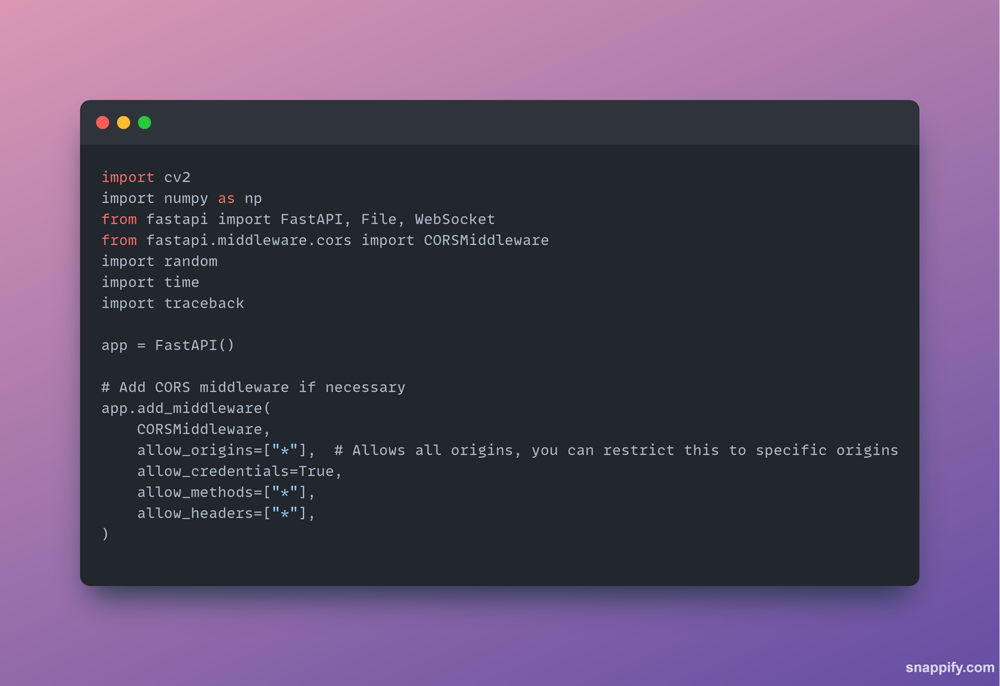 import cv2
import numpy as np
from fastapi import FastAPI, File, WebSocket
from fastapi.middleware.cors import CORSMiddleware
import random
import time
import traceback

app = FastAPI()

# Add CORS middleware if necessary
app.add_middleware(
    CORSMiddleware,
    allow_origins=["*"],  # Allows all origins, you can restrict this to specific origins
    allow_credentials=True,
    allow_methods=["*"],
    allow_headers=["*"],
)
snappify.com